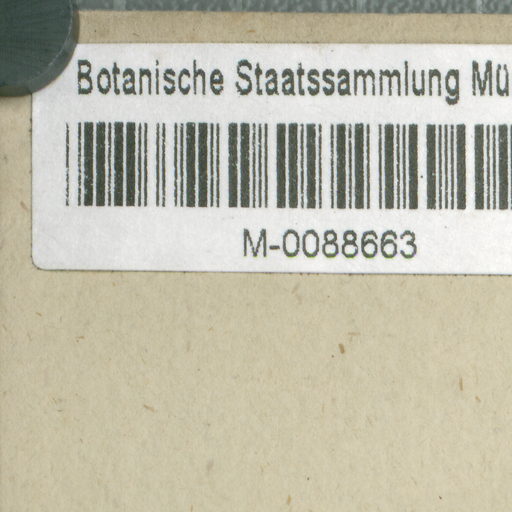 Botanische Staatssammlung Mü
M-0088663